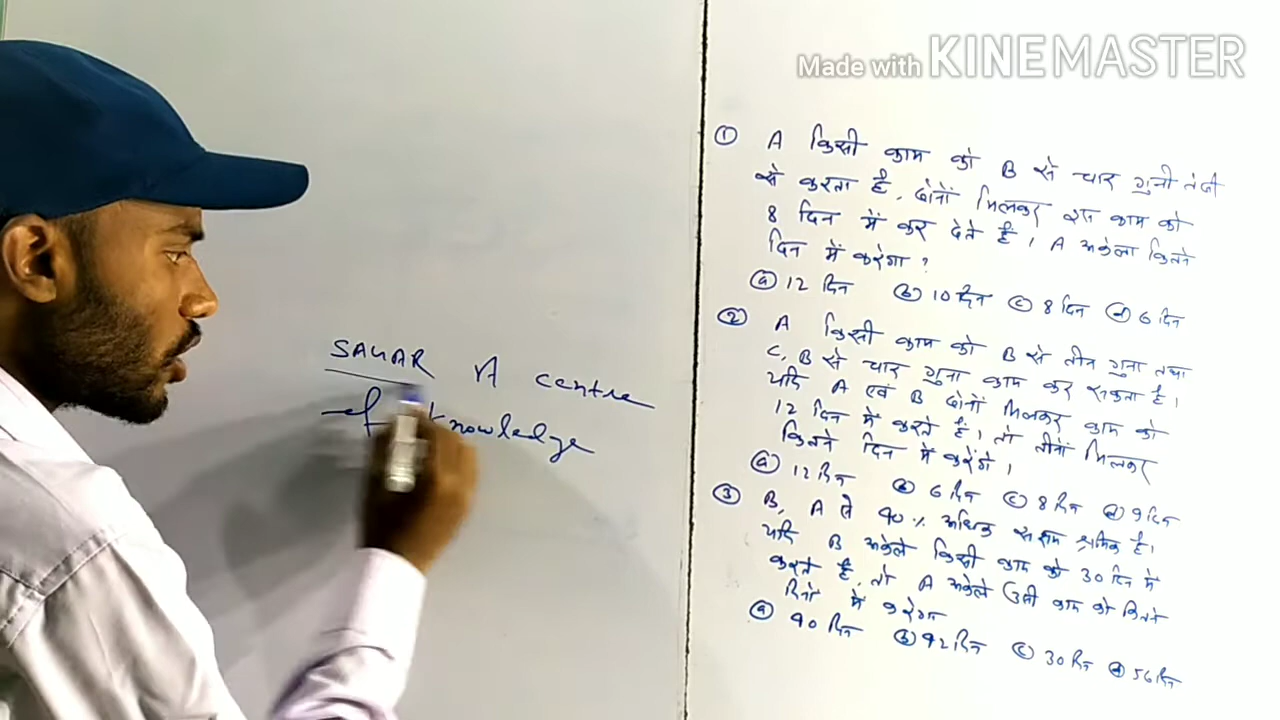 Made with KINEMASTER
① A किसी काम को B से चार गुनी तेजी
से करता है, दोनों मिलकर उस काम को
8 दिन में कर देते हैं। A अकेला कितने
दिन में करेगा?
ⓐ 12 दिन ⓑ 10 दिन ⓒ 8 दिन ⓓ 6 दिन
② A किसी काम को B से तीन गुना तथा
C, B से चार गुना काम कर सकता है।
यदि A एवं B दोनों मिलकर काम को
12 दिन में करते हैं, तो तीनों मिलकर
कितने दिन में करेंगे।
ⓐ 12 दिन ⓑ 6 दिन ⓒ 8 दिन ⓓ 9 दिन
③ B, A से 40% अधिक सक्षम श्रमिक है।
यदि B अकेले किसी काम को 30 दिन में
करते है, तो A अकेले उसी काम को कितने
दिनों में करेगा
ⓐ 40 दिन ⓑ 42 दिन ⓒ 30 दिन ⓓ 56 दिन
SAGAR A centre
of knowledge